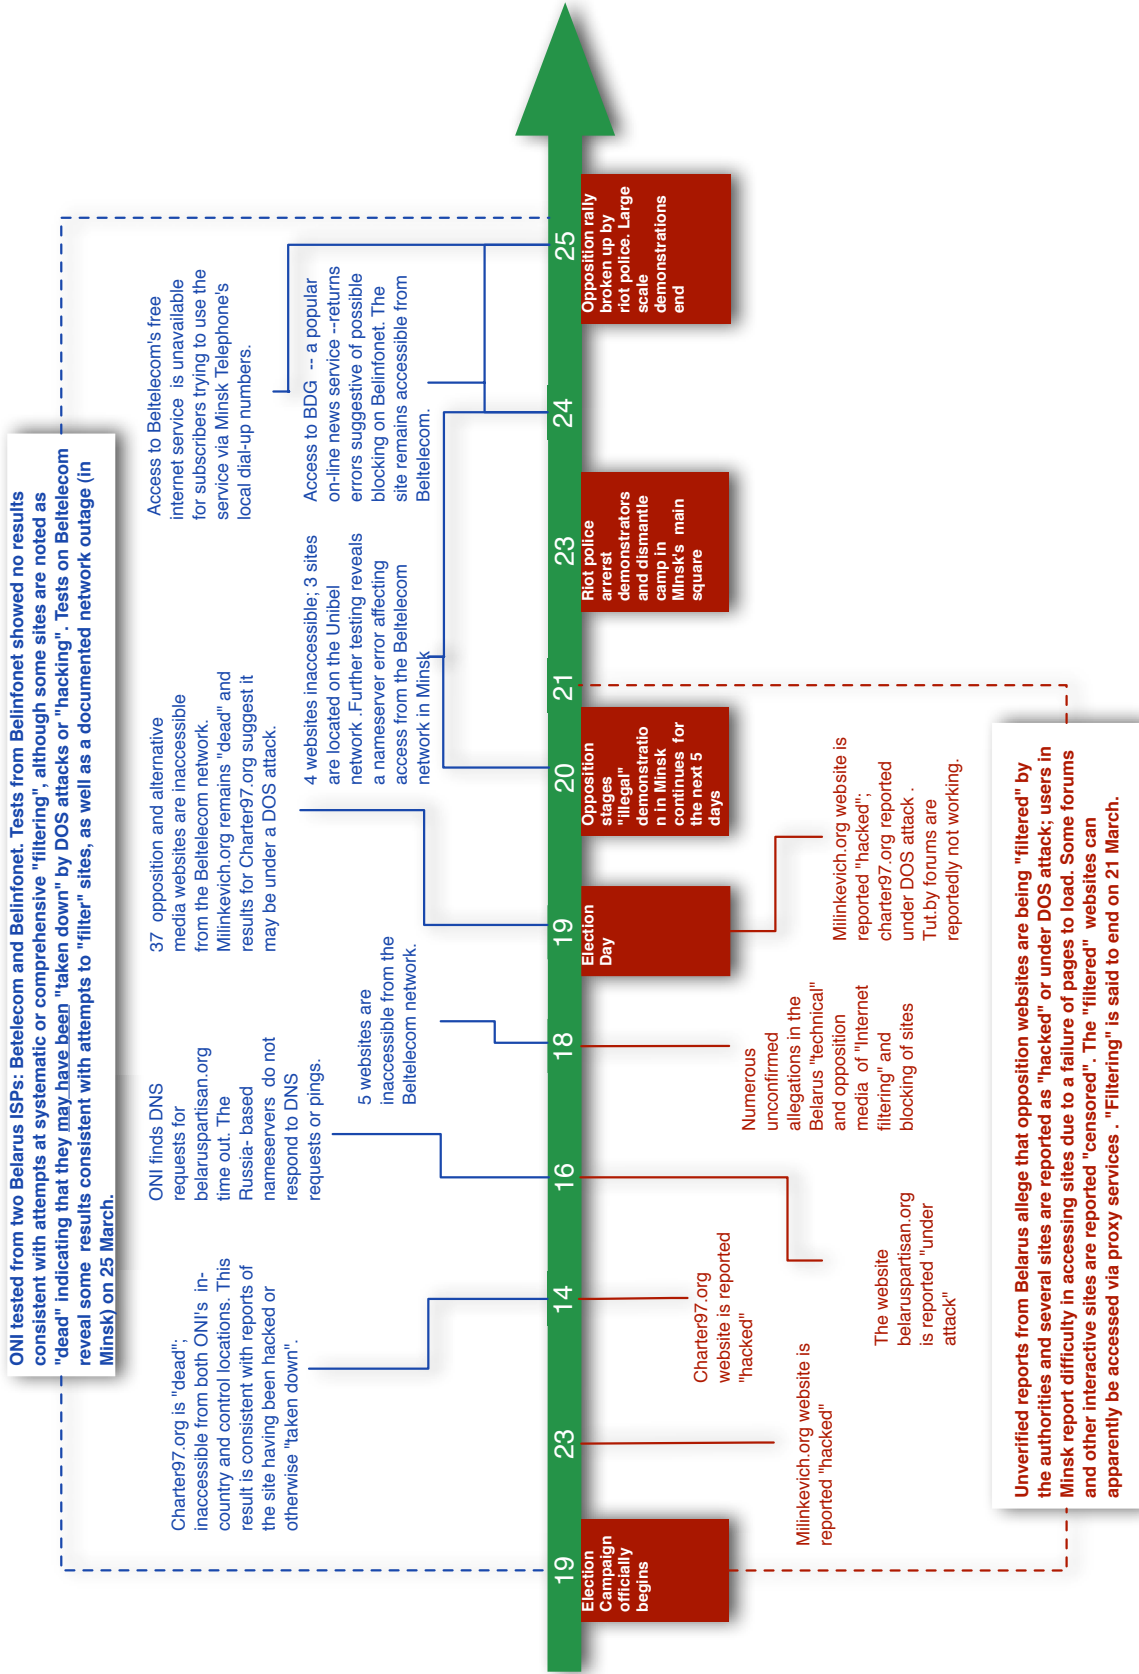 ONI tested from two Belarus ISPs: Betelecom and Belinfonet. Tests from Belinfonet showed no results
consistent with attempts at systematic or comprehensive "filtering", although some sites are noted as
"dead" indicating that they may have been "taken down" by DOS attacks or "hacking". Tests on Beltelecom
reveal some results consistent with attempts to "filter" sites, as well as a documented network outage (in
Minsk) on 25 March.
Charter97.org is "dead";
inaccessible from both ONI's in-
country and control locations. This
result is consistent with reports of
the site having been hacked or
otherwise "taken down".
ONI finds DNS
requests for
belaruspartisan.org
time out. The
Russia- based
nameservers do not
respond to DNS
requests or pings.
5 websites are
inaccessible from the
Beltelecom network.
37 opposition and alternative
media websites are inaccessible
from the Beltelecom network.
Milinkevich.org remains "dead" and
results for Charter97.org suggest it
may be under a DOS attack.
4 websites inaccessible; 3 sites
are located on the Unibel
network .Further testing reveals
a nameserver error affecting
access from the Beltelecom
network in Minsk
Access to Beltelecom's free
internet service is unavailable
for subscribers trying to use the
service via Minsk Telephone's
local dial-up numbers.
Access to BDG -- a popular
on-line news service --returns
errors suggestive of possible
blocking on Belinfonet. The
site remains accessible from
Beltelecom.
19
23
14
16
18
19
20
21
23
24
25
Election
Campaign
officially
begins
Election
Day
Opposition
stages
"illegal"
demonstratio
n in Minsk
continues for
the next 5
days
Riot police
arrerst
demonstrators
and dismantle
camp in
MInsk's main
square
Opposition rally
broken up by
riot police. Large
scale
demonstrations
end
Milinkevich.org website is
reported "hacked"
Charter97.org
website is reported
"hacked"
The website
belaruspartisan.org
is reported "under
attack"
Numerous
unconfirmed
allegations in the
Belarus "technical"
and opposition
media of "Internet
filtering" and
blocking of sites
Milinkevich.org website is
reported "hacked";
charter97.org reported
under DOS attack .
Tut.by forums are
reportedly not working.
Unverified reports from Belarus allege that opposition websites are being "filtered" by
the authorities and several sites are reported as "hacked" or under DOS attack; users in
Minsk report difficulty in accessing sites due to a failure of pages to load. Some forums
and other interactive sites are reported "censored". The "filtered" websites can
apparently be accessed via proxy services . "Filtering" is said to end on 21 March.